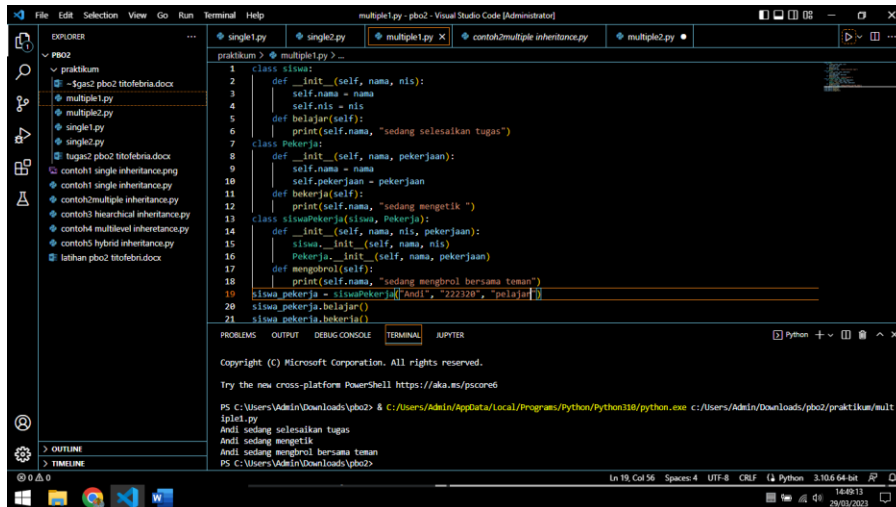 File Edit Selection View Go Run Terminal Help multiple1.py - pbo2 - Visual Studio Code [Administrator]
EXPLORER
single1.py single2.py multiple1.py contoh2multiple inheritance.py multiple2.py
PBO2
praktikum
~$gas2 pbo2 titofebria.docx
multiple1.py
multiple2.py
single1.py
single2.py
tugas2 pbo2 titofebria.docx
contoh1 single inheritance.png
contoh1 single inheritance.py
contoh2multiple inheritance.py
contoh3 hiearchical inheritance.py
contoh4 multilevel inheretance.py
contoh5 hybrid inheritance.py
latihan pbo2 titofebri.docx
OUTLINE
TIMELINE
praktikum > multiple1.py > ...
1 class siswa:
2 def __init__(self, nama, nis):
3 self.nama = nama
4 self.nis = nis
5 def belajar(self):
6 print(self.nama, "sedang selesaikan tugas")
7 class Pekerja:
8 def __init__(self, nama, pekerjaan):
9 self.nama = nama
10 self.pekerjaan = pekerjaan
11 def bekerja(self):
12 print(self.nama, "sedang mengetik ")
13 class siswaPekerja(siswa, Pekerja):
14 def __init__(self, nama, nis, pekerjaan):
15 siswa.__init__(self, nama, nis)
16 Pekerja.__init__(self, nama, pekerjaan)
17 def mengobrol(self):
18 print(self.nama, "sedang mengbrol bersama teman")
19 siswa_pekerja = siswaPekerja("Andi", "222320", "pelajar")
20 siswa_pekerja.belajar()
21 siswa_pekerja.bekerja()
PROBLEMS OUTPUT DEBUG CONSOLE TERMINAL JUPYTER Python
Copyright (C) Microsoft Corporation. All rights reserved.
Try the new cross-platform PowerShell https://aka.ms/pscore6
PS C:\Users\Admin\Downloads\pbo2> & C:/Users/Admin/AppData/Local/Programs/Python/Python310/python.exe c:/Users/Admin/Downloads/pbo2/praktikum/mult
iple1.py
Andi sedang selesaikan tugas
Andi sedang mengetik
Andi sedang mengbrol bersama teman
PS C:\Users\Admin\Downloads\pbo2>
0 0 Ln 19, Col 56 Spaces: 4 UTF-8 CRLF Python 3.10.6 64-bit
14:49:13
29/03/2023